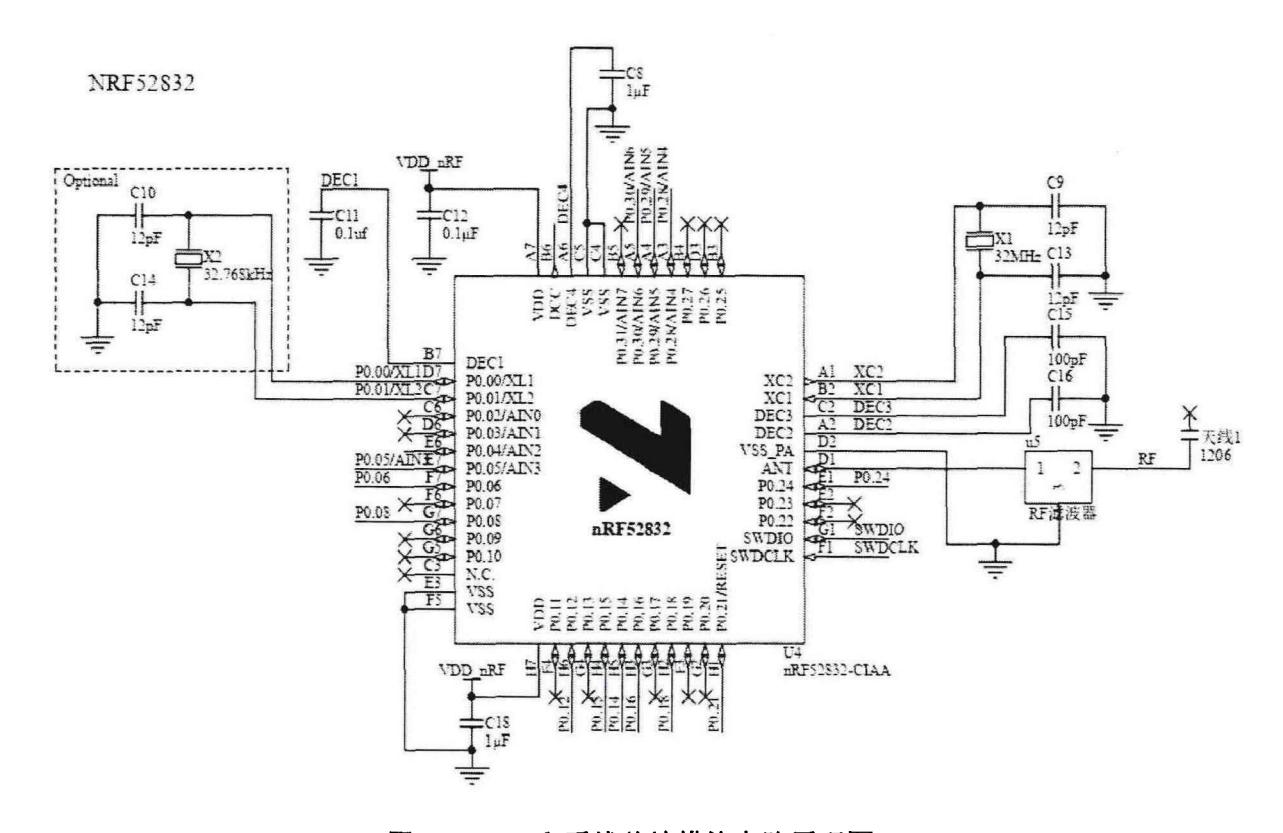 NRF52832
C8
1μF
VDD_nRF
Optional
C10
12pF
X2
32.768kHz
C14
12pF
DEC1
C11
0.1uf
C12
0.1μF
DEC4
P0.30/AIN6
P0.29/AIN5
P0.28/AIN4
A7
B6
A6
C5
C4
B5
A5
A4
A3
B4
D3
B3
VDD
DCC
DEC4
VSS
VSS
P0.31/AIN7
P0.30/AIN6
P0.29/AIN5
P0.28/AIN4
P0.27
P0.26
P0.25
C9
12pF
X1
32MHz
C13
12pF
C15
100pF
C16
100pF
B7 DEC1
P0.00/XL1 D7 P0.00/XL1
P0.01/XL2 C7 P0.01/XL2
C6 P0.02/AIN0
D6 P0.03/AIN1
E6 P0.04/AIN2
P0.05/AIN3 E7 P0.05/AIN3
P0.06 F7 P0.06
F6 P0.07
P0.08 G7 P0.08
G6 P0.09
G5 P0.10
C3 N.C.
E3 VSS
F5 VSS
XC2 A1 XC2
XC1 B2 XC1
DEC3 C2 DEC3
DEC2 A2 DEC2
VSS_PA D2
ANT D1
P0.24 E1 P0.24
P0.23 E2
P0.22 F2
SWDIO G1 SWDIO
SWDCLK F1 SWDCLK
u5
1 2
RF滤波器
RF
天线1
1206
nRF52832
VDD
P0.11
P0.12
P0.13
P0.15
P0.14
P0.16
P0.17
P0.18
P0.19
P0.20
P0.21/RESET
U4
nRF52832-CIAA
H7
P0.12
P0.15
P0.14
P0.16
P0.18
P0.21
VDD_nRF
C18
1μF